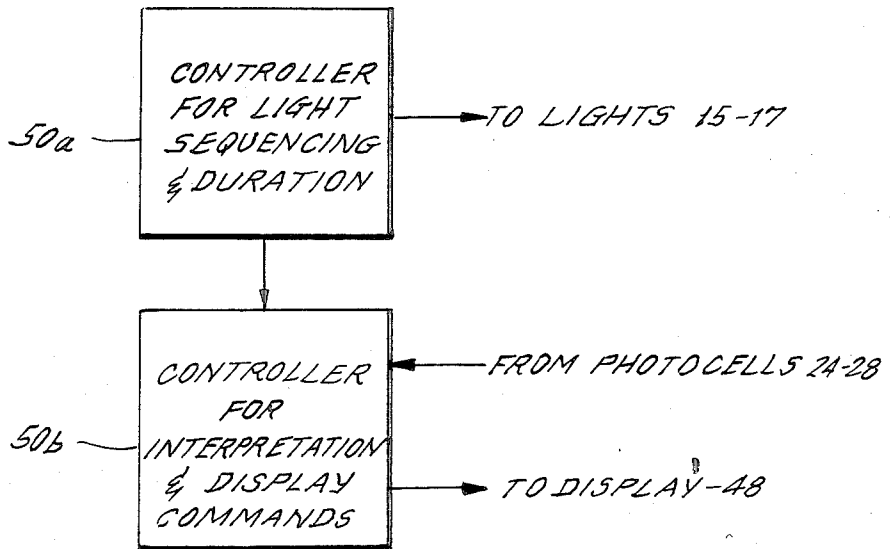 CONTROLLER
FOR LIGHT
SEQUENCING
& DURATION
50a
TO LIGHTS 15-17
CONTROLLER
FOR
INTERPRETATION
& DISPLAY
COMMANDS
50b
FROM PHOTOCELLS 24-28
TO DISPLAY-48